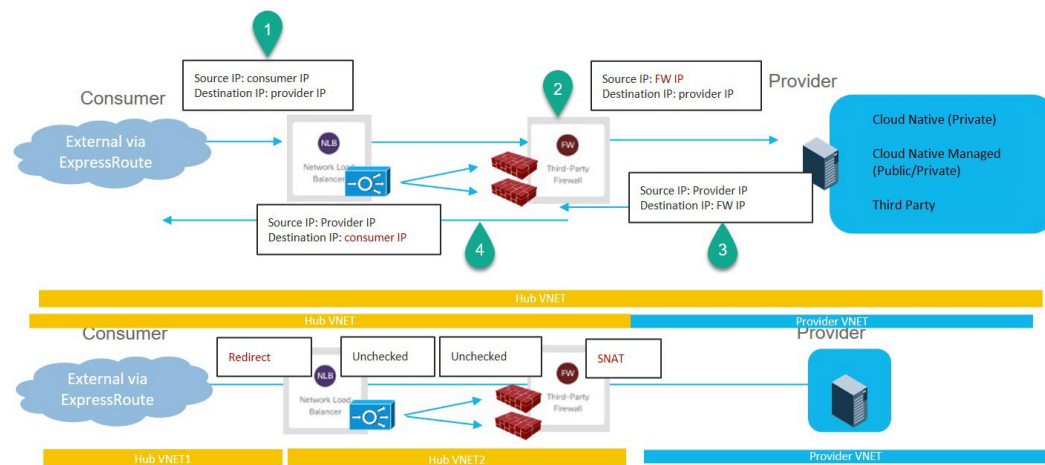 1
Source IP: consumer IP
Destination IP: provider IP
Consumer
External via
ExpressRoute
NLB
Network Load
Balancer
2
FW
Third-Party
Firewall
Source IP: FW IP
Destination IP: provider IP
Provider
Cloud Native (Private)
Cloud Native Managed
(Public/Private)
Third Party
Source IP: Provider IP
Destination IP: FW IP
3
Source IP: Provider IP
Destination IP: consumer IP
4
Hub VNET
Hub VNET
Provider VNET
Consumer
Provider
External via
ExpressRoute
Redirect
Unchecked
Unchecked
SNAT
NLB
Network Load
Balancer
FW
Third-Party
Firewall
Hub VNET1
Hub VNET2
Provider VNET